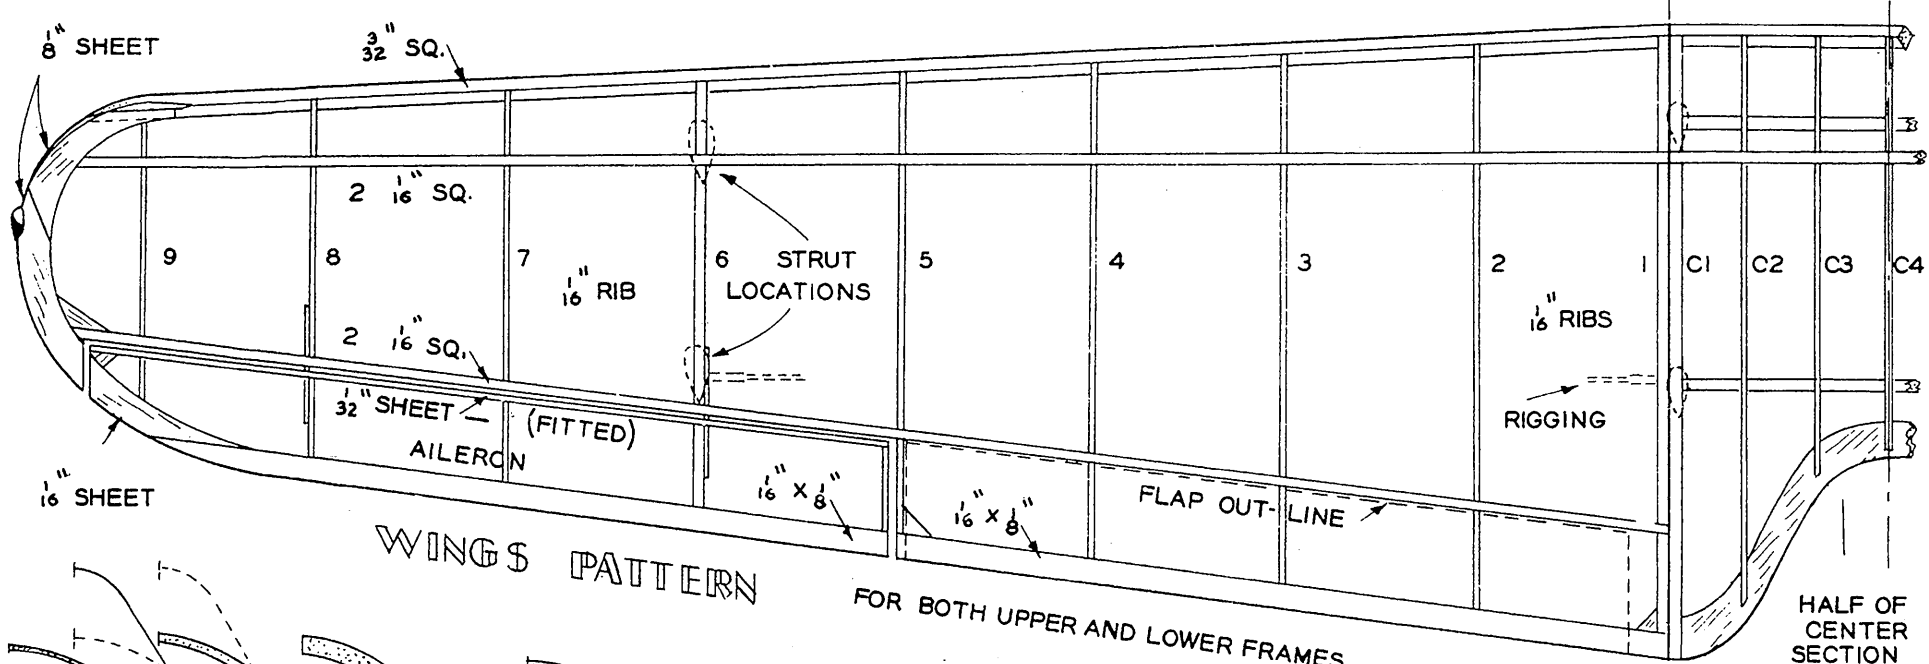 1/8" SHEET
3/32" SQ.
2 1/16" SQ.
9
8
7
1/16" RIB
6
STRUT
LOCATIONS
5
4
3
2
1
C1
C2
C3
C4
1/16" RIBS
2 1/16" SQ.
1/32" SHEET
(FITTED)
AILERON
RIGGING
1/16" SHEET
1/16" X 1/8"
1/16" X 1/8"
FLAP OUT-LINE
WINGS PATTERN
FOR BOTH UPPER AND LOWER FRAMES
HALF OF
CENTER
SECTION